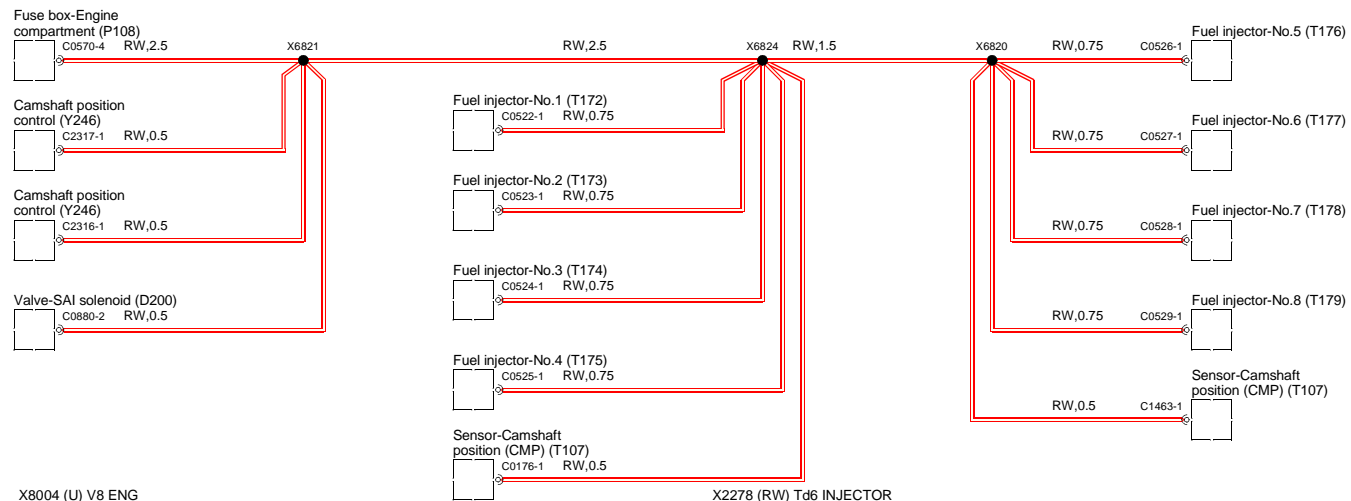 Fuse box-Engine
compartment (P108)
C0570-4 RW,2.5
X6821
RW,2.5
X6824 RW,1.5
X6820
RW,0.75 C0526-1
Fuel injector-No.5 (T176)
Camshaft position
control (Y246)
C2317-1 RW,0.5
Camshaft position
control (Y246)
C2316-1 RW,0.5
Valve-SAI solenoid (D200)
C0880-2 RW,0.5
Fuel injector-No.1 (T172)
C0522-1 RW,0.75
Fuel injector-No.2 (T173)
C0523-1 RW,0.75
Fuel injector-No.3 (T174)
C0524-1 RW,0.75
Fuel injector-No.4 (T175)
C0525-1 RW,0.75
Sensor-Camshaft
position (CMP) (T107)
C0176-1 RW,0.5
Fuel injector-No.6 (T177)
RW,0.75 C0527-1
Fuel injector-No.7 (T178)
RW,0.75 C0528-1
Fuel injector-No.8 (T179)
RW,0.75 C0529-1
Sensor-Camshaft
position (CMP) (T107)
RW,0.5 C1463-1
X8004 (U) V8 ENG
X2278 (RW) Td6 INJECTOR